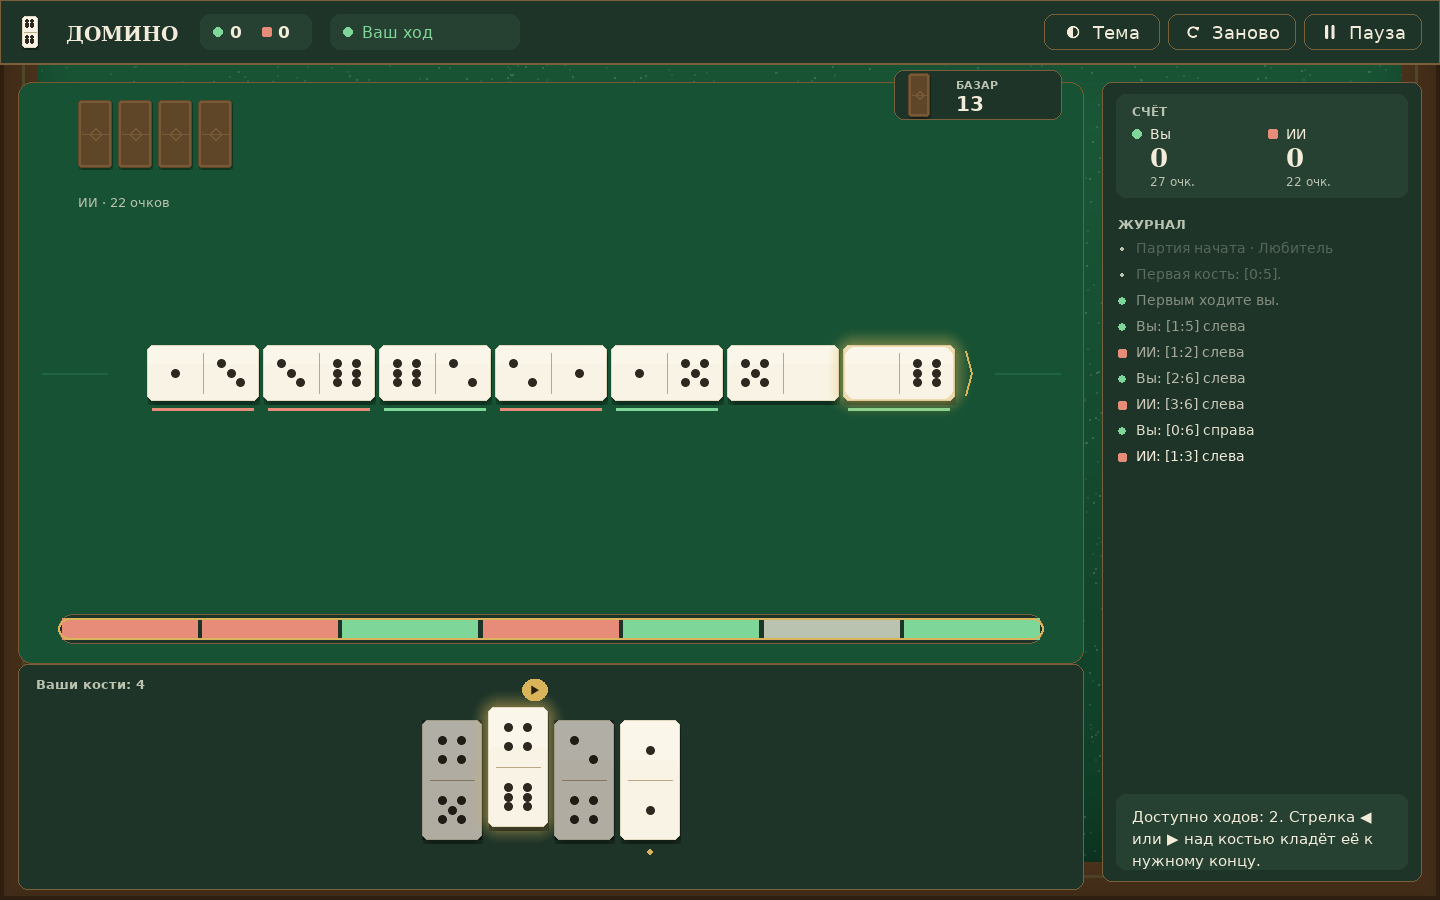 ДОМИНО
0
0
Ваш ход
Тема
Заново
Пауза
БАЗАР
13
ИИ · 22 очков
СЧЁТ
Вы
ИИ
0
0
27 очк.
22 очк.
ЖУРНАЛ
Партия начата · Любитель
Первая кость: [0:5].
Первым ходите вы.
Вы: [1:5] слева
ИИ: [1:2] слева
Вы: [2:6] слева
ИИ: [3:6] слева
Вы: [0:6] справа
ИИ: [1:3] слева
Ваши кости: 4
Доступно ходов: 2. Стрелка ◀
или ▶ над костью кладёт её к
нужному концу.